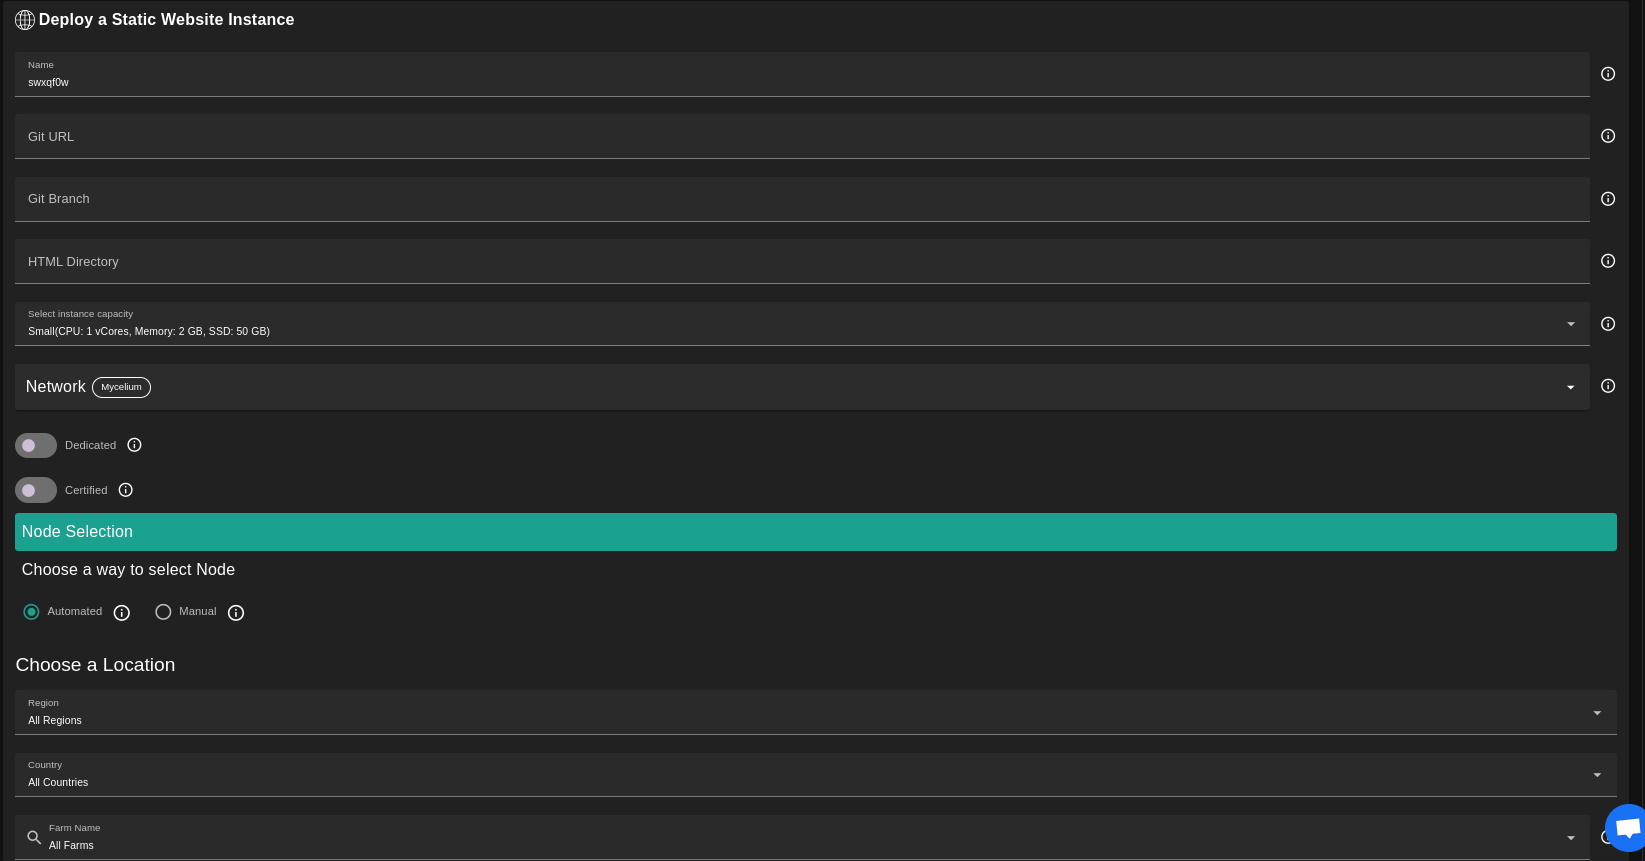 Deploy a Static Website Instance
Name
swxqf0w
Git URL
Git Branch
HTML Directory
Select instance capacity
Small(CPU: 1 vCores, Memory: 2 GB, SSD: 50 GB)
Network Mycelium
Dedicated
Certified
Node Selection
Choose a way to select Node
Automated Manual
Choose a Location
Region
All Regions
Country
All Countries
Farm Name
All Farms